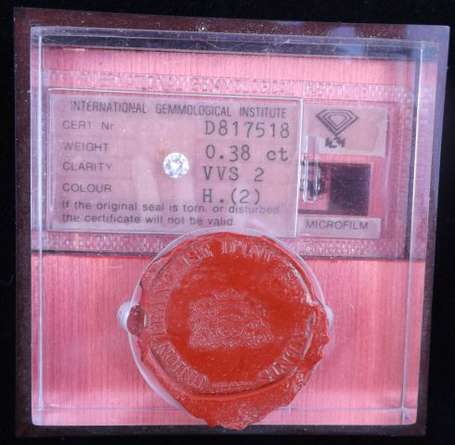 INTERNATIONAL GEMMOLOGICAL INSTITUTE
CERT Nr D817518
WEIGHT 0.38 ct
CLARITY VVS 2
COLOUR H.(2)
If the original seal is torn, or disturbed
the certificate will not be valid.
MICROFILM